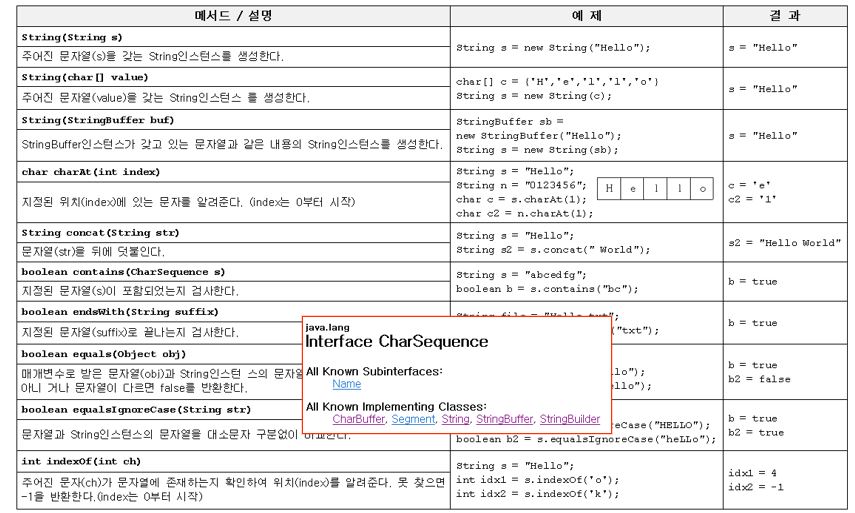 메서드 / 설명
예 제
결 과
String(String s)
주어진 문자열(s)을 갖는 String인스턴스를 생성한다.
String s = new String("Hello");
s = "Hello"
String(char[] value)
주어진 문자열(value)을 갖는 String인스턴스 를 생성한다.
char[] c = {'H','e','l','l','o'}
String s = new String(c);
s = "Hello"
String(StringBuffer buf)
StringBuffer인스턴스가 갖고 있는 문자열과 같은 내용의 String인스턴스를 생성한다.
StringBuffer sb =
new StringBuffer("Hello");
String s = new String(sb);
s = "Hello"
char charAt(int index)
지정된 위치(index)에 있는 문자를 알려준다. (index는 0부터 시작)
String s = "Hello";
String n = "0123456";
char c = s.charAt(1);
char c2 = n.charAt(1);
H e l l o
c = 'e'
c2 = '1'
String concat(String str)
문자열(str)을 뒤에 덧붙인다.
String s = "Hello";
String s2 = s.concat(" World");
s2 = "Hello World"
boolean contains(CharSequence s)
지정된 문자열(s)이 포함되었는지 검사한다.
String s = "abcedfg";
boolean b = s.contains("bc");
b = true
boolean endsWith(String suffix)
지정된 문자열(suffix)로 끝나는지 검사한다.
String file = "Hello.txt";
("txt");
b = true
boolean equals(Object obj)
매개변수로 받은 문자열(obj)과 String인스턴 스의 문자열
아니 거나 문자열이 다르면 false를 반환한다.
llo");
ello");
b = true
b2 = false
boolean equalsIgnoreCase(String str)
문자열과 String인스턴스의 문자열을 대소문자 구분없이 비교한다.
reCase("HELLO");
boolean b2 = s.equalsIgnoreCase("heLLo");
b = true
b2 = true
int indexOf(int ch)
주어진 문자(ch)가 문자열에 존재하는지 확인하여 위치(index)를 알려준다. 못 찾으면
-1을 반환한다.(index는 0부터 시작)
String s = "Hello";
int idx1 = s.indexOf('o');
int idx2 = s.indexOf('k');
idx1 = 4
idx2 = -1
java.lang
Interface CharSequence
All Known Subinterfaces:
Name
All Known Implementing Classes:
CharBuffer, Segment, String, StringBuffer, StringBuilder